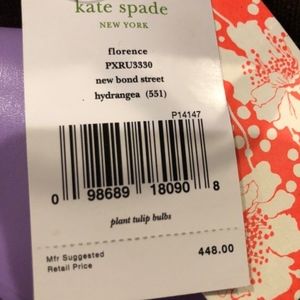 kate spade
NEW YORK
florence
PXRU3330
new bond street
hydrangea (551)
P14147
0 98689 18090 8
plant tulip bulbs
Mfr Suggested
Retail Price
448.00